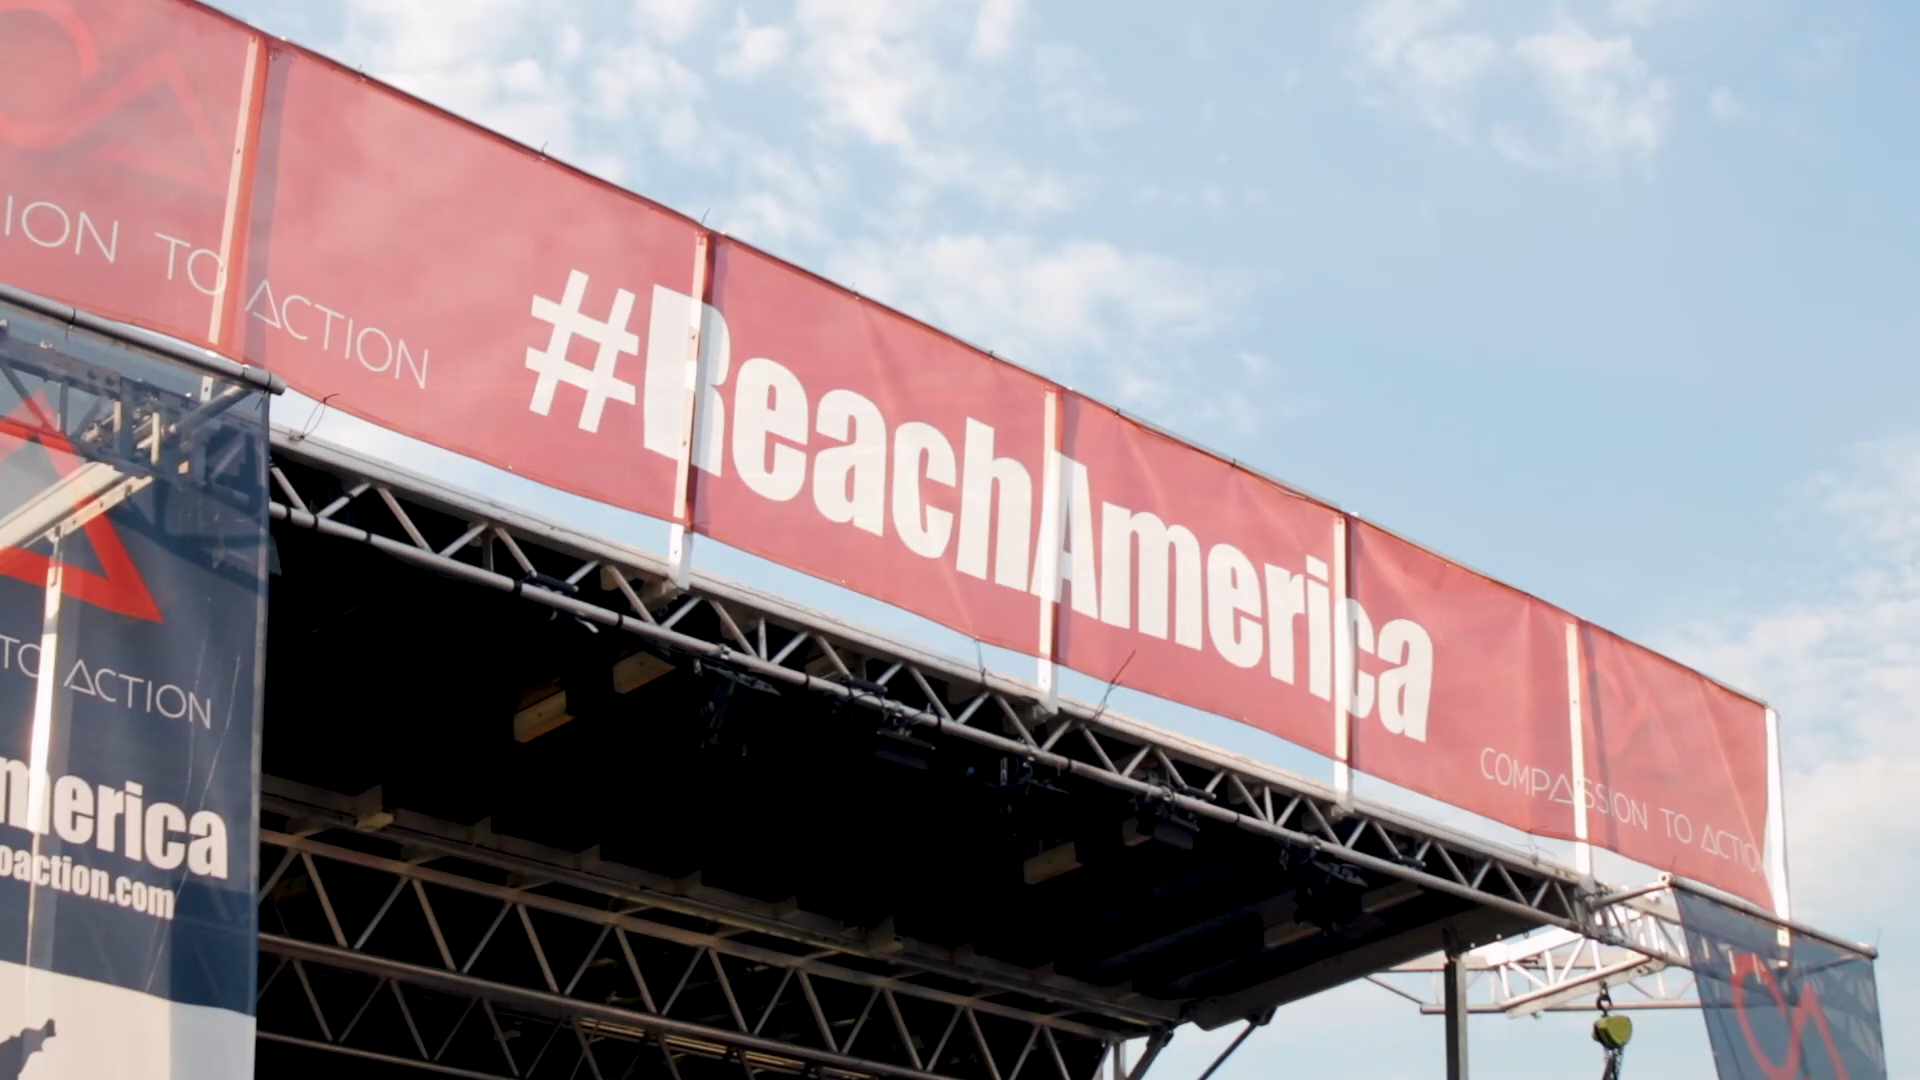 ION TO ACTION
#ReachAmerica
COMPASSION TO ACTION
TO ACTION
merica
oaction.com